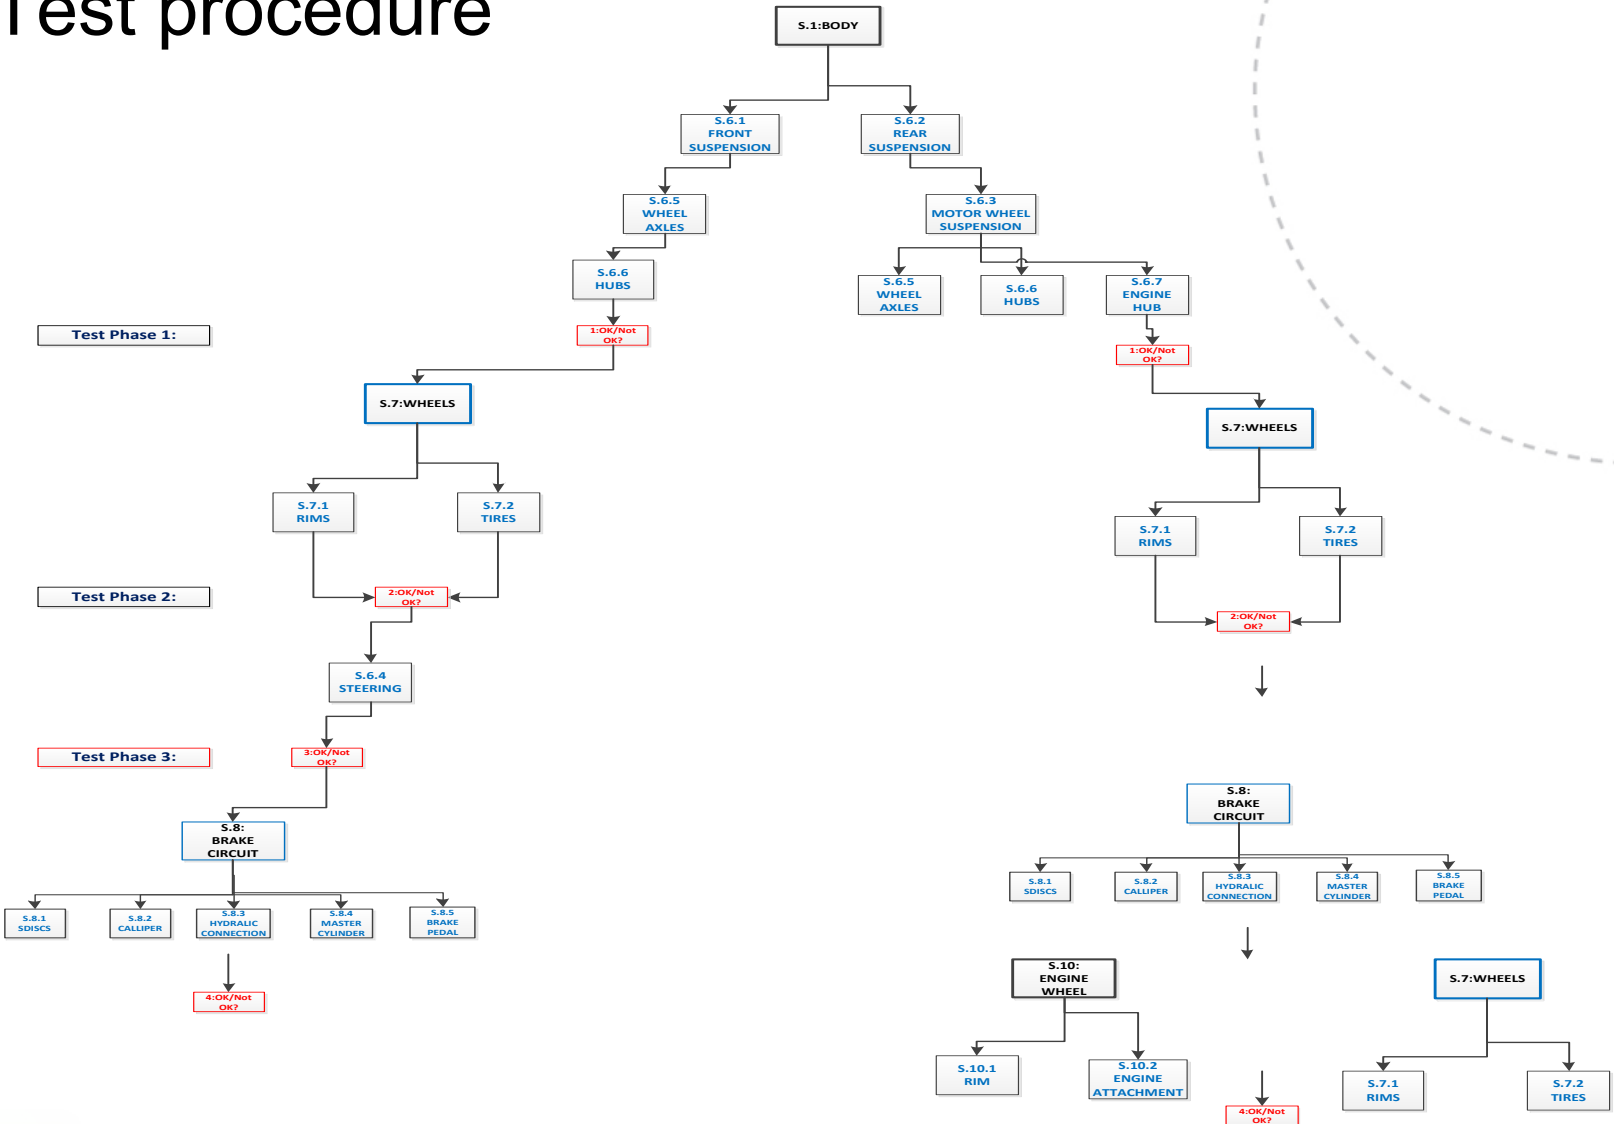 Test procedure
S.1:BODY
S.6.1
FRONT
SUSPENSION
S.6.2
REAR
SUSPENSION
S.6.5
WHEEL
AXLES
S.6.3
MOTOR WHEEL
SUSPENSION
S.6.6
HUBS
S.6.5
WHEEL
AXLES
S.6.6
HUBS
S.6.7
ENGINE
HUB
Test Phase 1:
1:OK/Not
OK?
1:OK/Not
OK?
S.7:WHEELS
S.7:WHEELS
S.7.1
RIMS
S.7.2
TIRES
S.7.1
RIMS
S.7.2
TIRES
Test Phase 2:
2:OK/Not
OK?
2:OK/Not
OK?
S.6.4
STEERING
Test Phase 3:
3:OK/Not
OK?
S.8:
BRAKE
CIRCUIT
S.8:
BRAKE
CIRCUIT
S.8.1
SDISCS
S.8.2
CALLIPER
S.8.3
HYDRALIC
CONNECTION
S.8.4
MASTER
CYLINDER
S.8.5
BRAKE
PEDAL
S.8.1
SDISCS
S.8.2
CALLIPER
S.8.3
HYDRALIC
CONNECTION
S.8.4
MASTER
CYLINDER
S.8.5
BRAKE
PEDAL
4:OK/Not
OK?
S.10:
ENGINE
WHEEL
S.7:WHEELS
S.10.1
RIM
S.10.2
ENGINE
ATTACHMENT
S.7.1
RIMS
S.7.2
TIRES
4:OK/Not
OK?